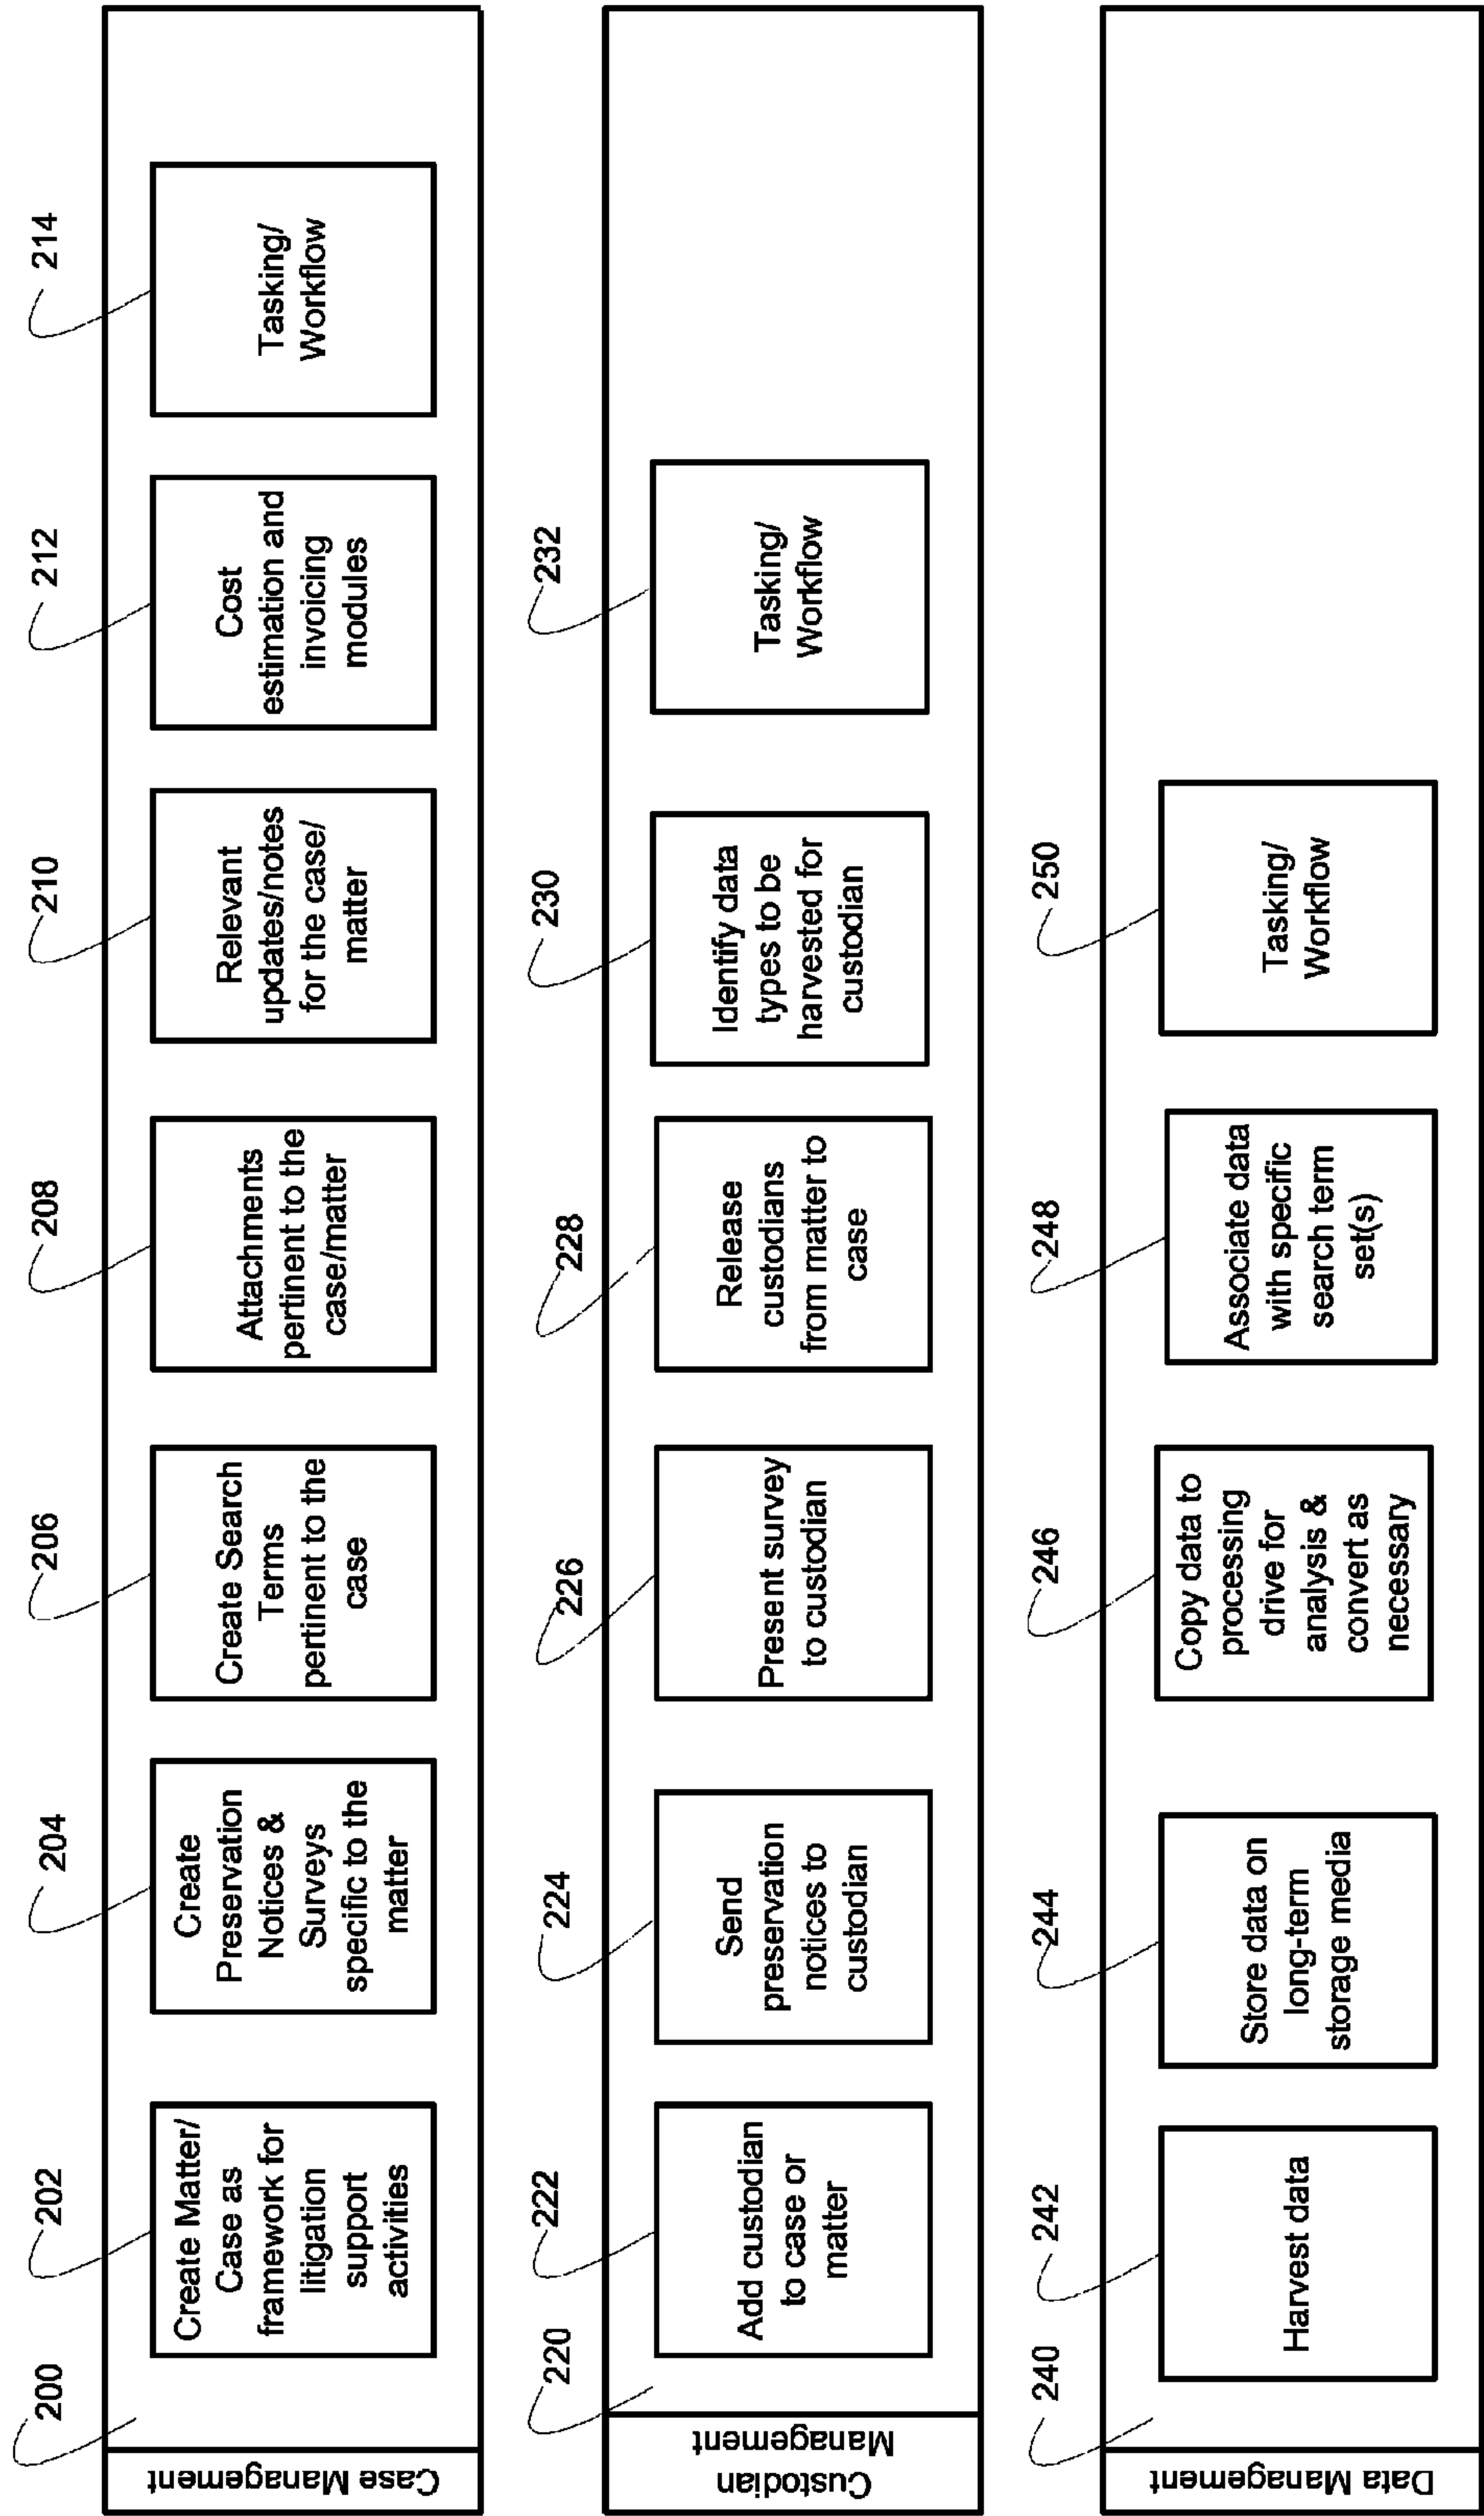 Case Management
200
202
Create Matter/
Case as
framework for
litigation
support
activities
204
Create
Preservation
Notices &
Surveys
specific to the
matter
206
Create Search
Terms
pertinent to the
case
208
Attachments
pertinent to the
case/matter
210
Relevant
updates/notes
for the case/
matter
212
Cost
estimation and
invoicing
modules
214
Tasking/
Workflow
Custodian
Management
220
222
Add custodian
to case or
matter
224
Send
preservation
notices to
custodian
226
Present survey
to custodian
228
Release
custodians
from matter to
case
230
Identify data
types to be
harvested for
custodian
232
Tasking/
Workflow
Data Management
240
242
Harvest data
244
Store data on
long-term
storage media
246
Copy data to
processing
drive for
analysis &
convert as
necessary
248
Associate data
with specific
search term
set(s)
250
Tasking/
Workflow